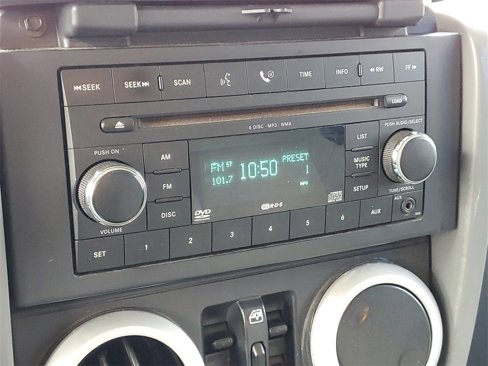 SEEK SEEK SCAN TIME INFO RW FF
LOAD
6 DISC · MP3 · WMA
PUSH ON
PUSH AUDIO/SELECT
AM
LIST
FM ST 10:50 PRESET
101.7 1
INFO
MUSIC
TYPE
FM
SETUP
DISC
DVD
RDS
TUNE/SCROLL
VOLUME
AUX
SET 1 2 3 4 5 6 AUX